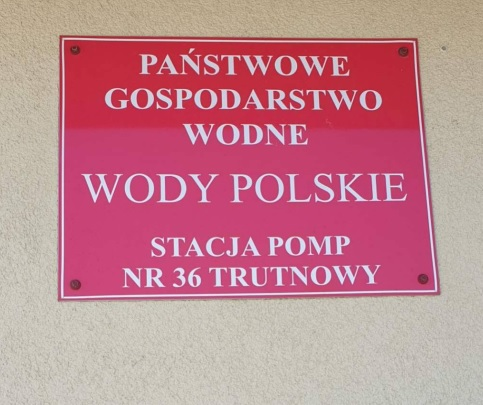 PAŃSTWOWE
GOSPODARSTWO
WODNE
WODY POLSKIE
STACJA POMP
NR 36 TRUTNOWY